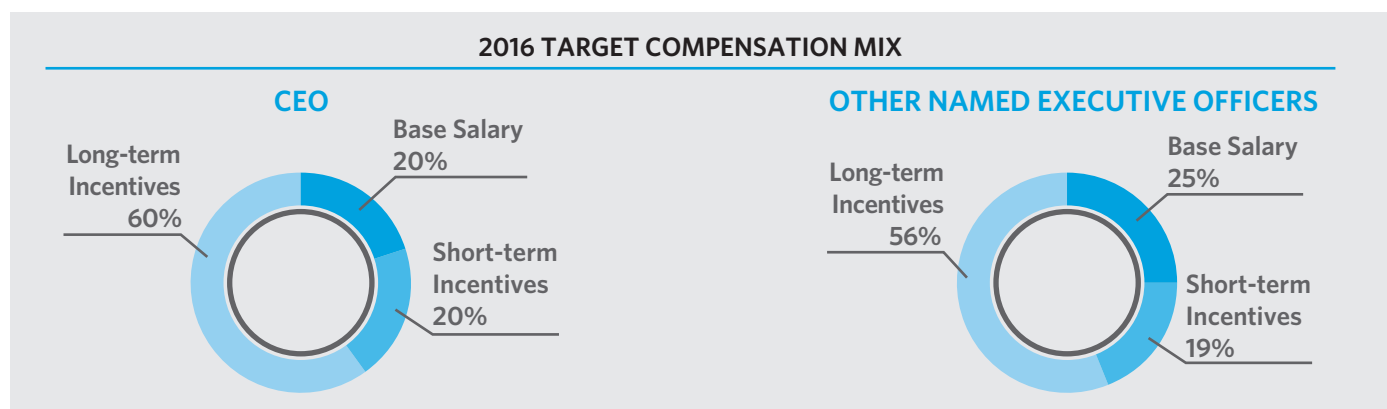 2016 TARGET COMPENSATION MIX
CEO
Base Salary
20%
Long-term
Incentives
60%
Short-term
Incentives
20%
OTHER NAMED EXECUTIVE OFFICERS
Base Salary
25%
Long-term
Incentives
56%
Short-term
Incentives
19%